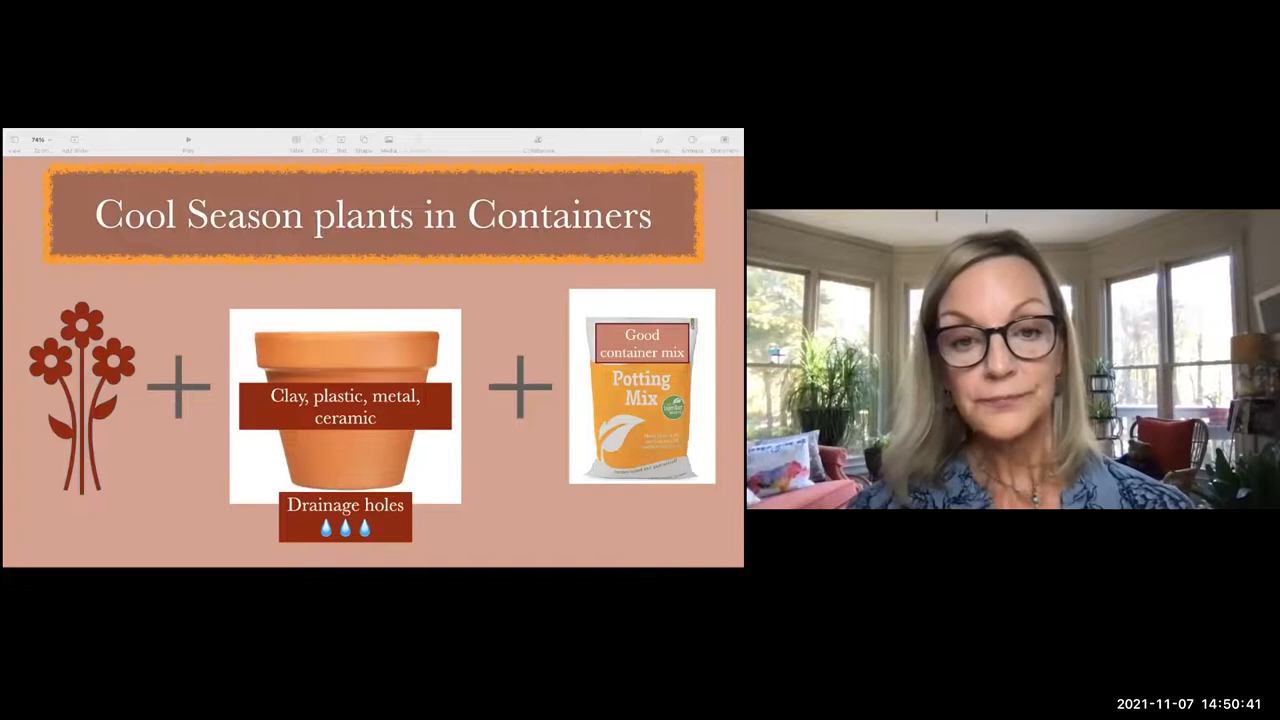 74%
Cool Season plants in Containers
Good
container mix
Potting
Mix
Clay, plastic, metal,
ceramic
Drainage holes
2021-11-07 14:50:41